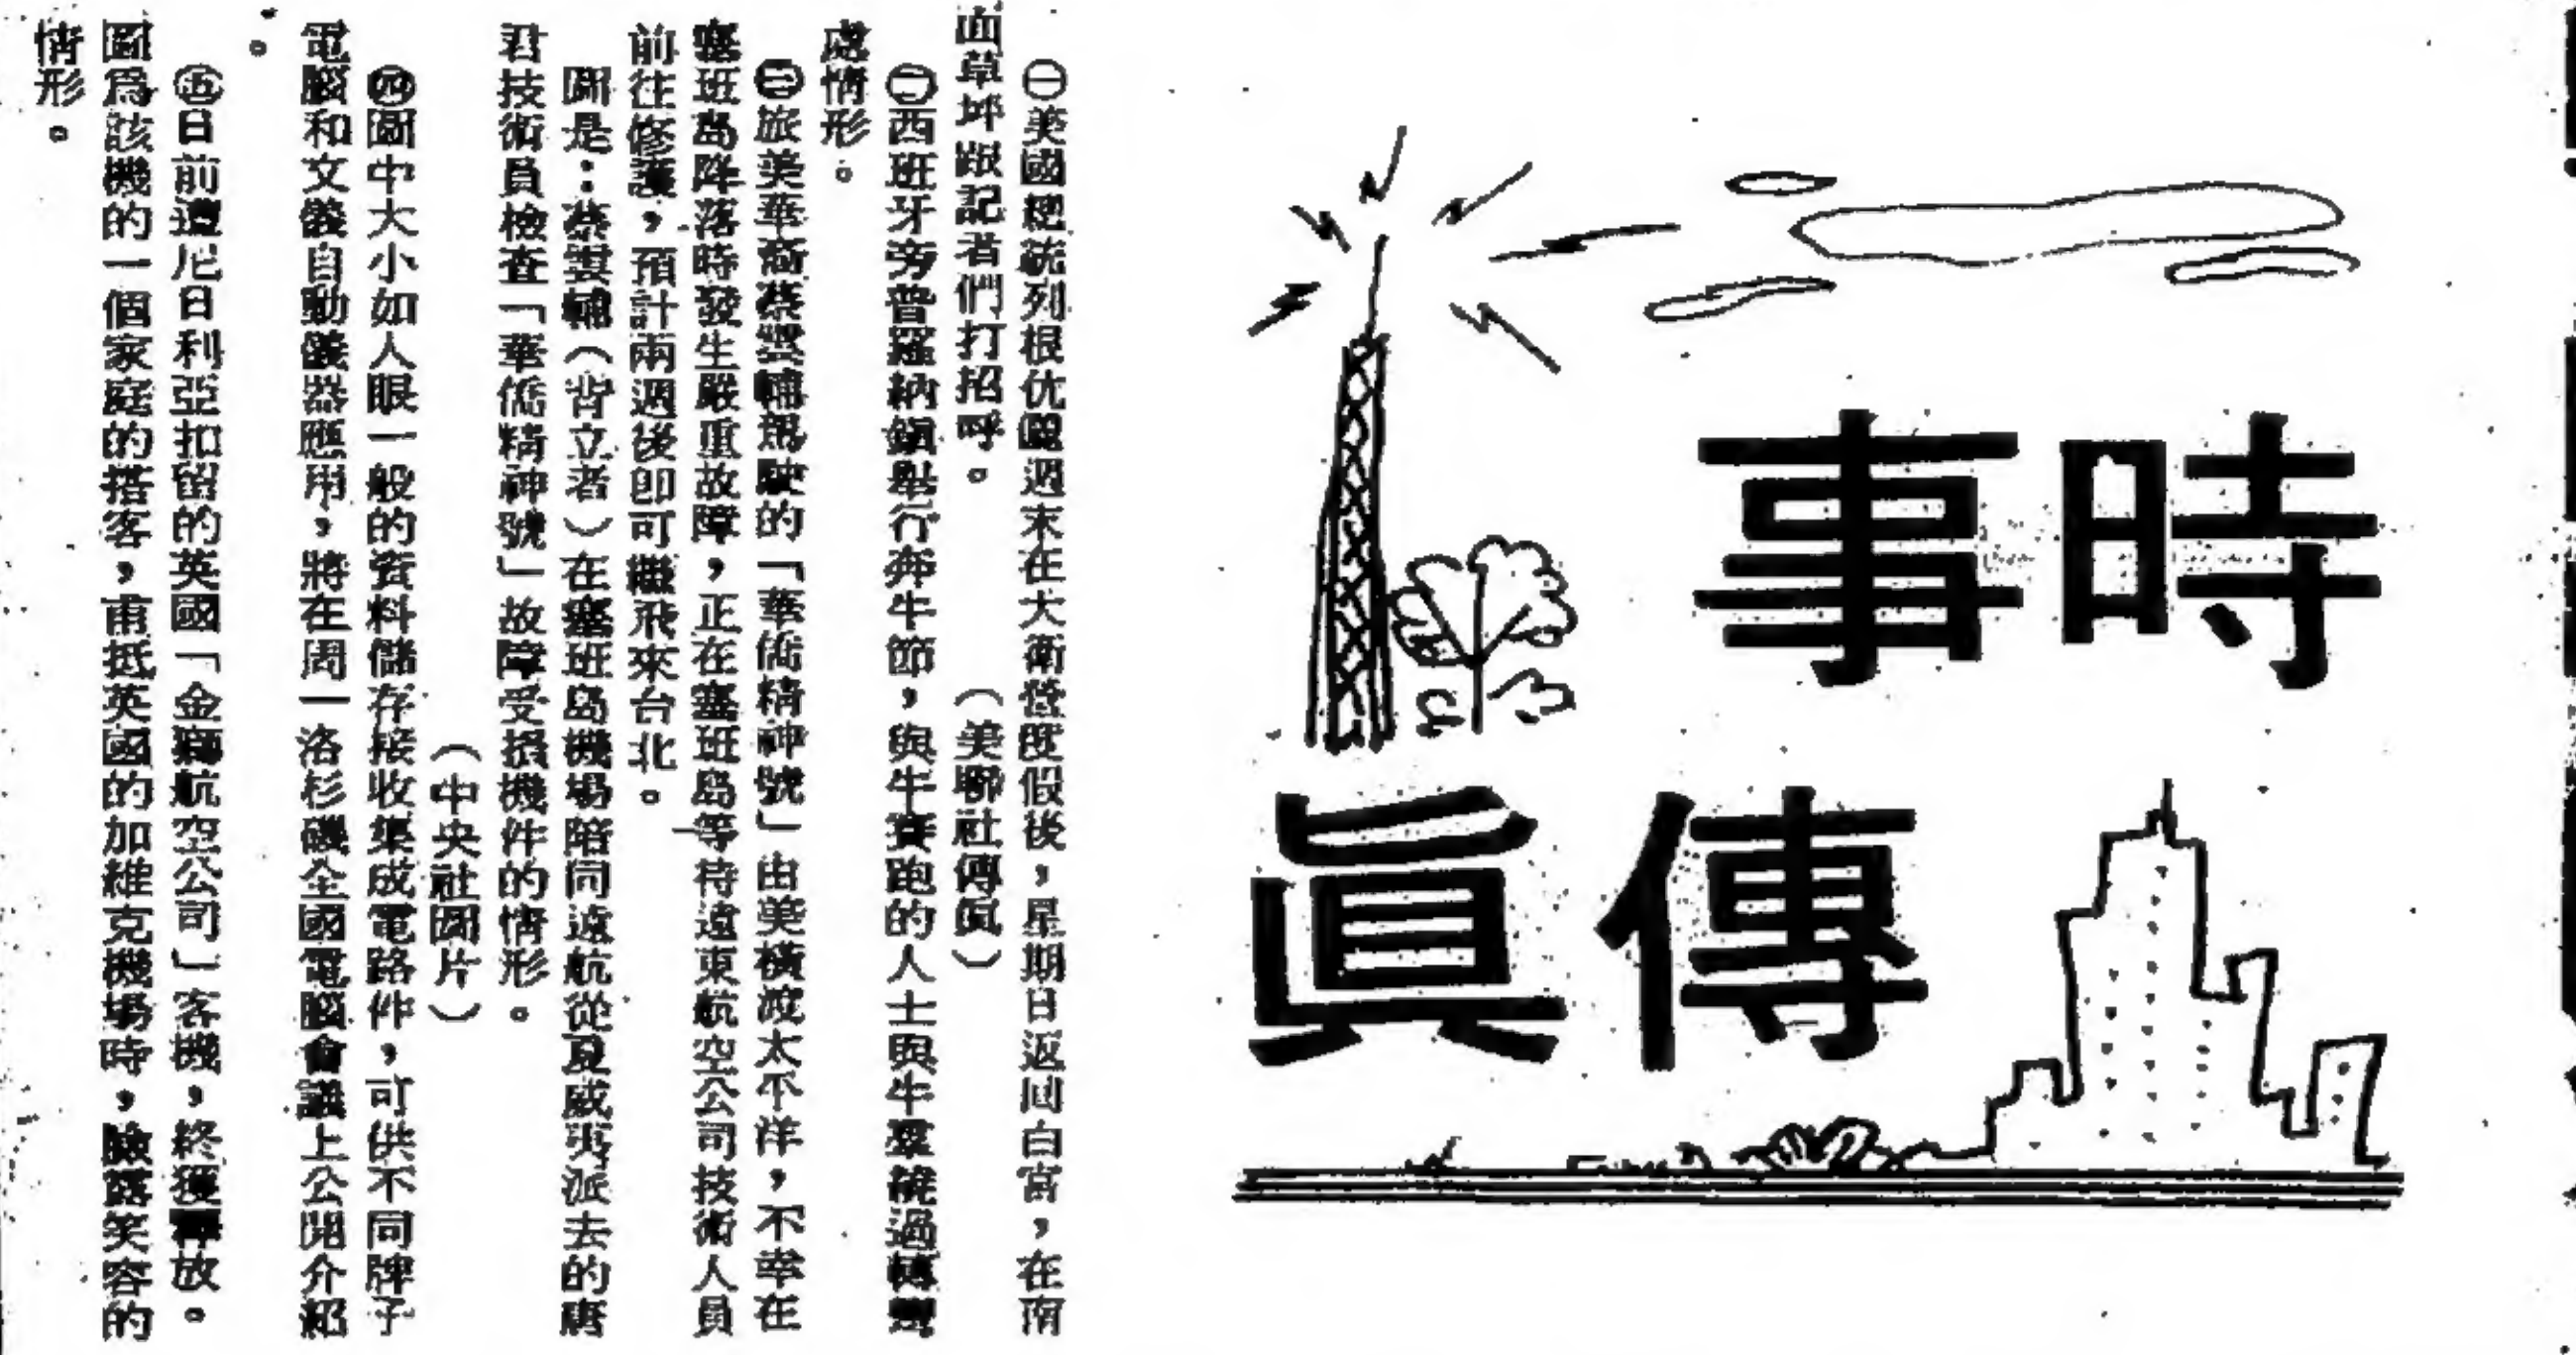 時事
傳眞
㊀美國總統列根伉儷週末在大衛營度假後，星期日返回白宮，在南
面草坪跟記者們打招呼。　（美聯社傳眞）
㊁西班牙旁普羅納鎮舉行奔牛節，與牛賽跑的人士與牛羣繞過轉彎
處情形。
㊂旅美華裔蔡雲輔駕駛的「華僑精神號」由美橫渡太平洋，不幸在
塞班島降落時發生嚴重故障，正在塞班島等待遠東航空公司技術人員
前往修護，預計兩週後即可繼飛來台北。
圖是：蔡雲輔（背立者）在塞班島機場陪同遠航從夏威夷派去的唐
君技術員檢查「華僑精神號」故障受損機件的情形。
（中央社圖片）
㊃圖中大小如人眼一般的資料儲存接收集成電路件，可供不同牌子
電腦和文儀自動儀器應用，將在周一洛杉磯全國電腦會議上公開介紹
。
㊄日前遭尼日利亞扣留的英國「金獅航空公司」客機，終獲釋放。
圖爲該機的一個家庭的搭客，甫抵英國的加維克機場時，臉露笑容的
情形。